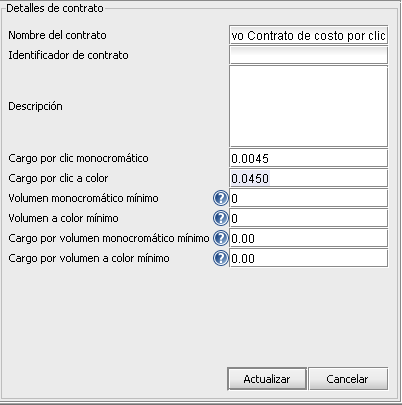 Detalles de contrato
Nombre del contrato vo Contrato de costo por clic
Identificador de contrato
Descripción
Cargo por clic monocromático 0.0045
Cargo por clic a color 0.0450
Volumen monocromático mínimo ? 0
Volumen a color mínimo ? 0
Cargo por volumen monocromático mínimo ? 0.00
Cargo por volumen a color mínimo ? 0.00
Actualizar Cancelar